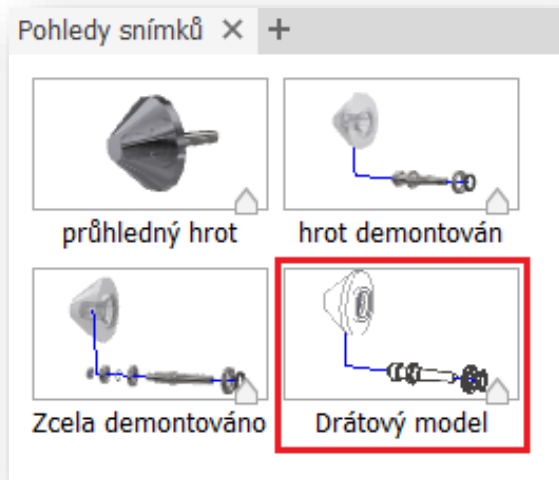 Pohledy snímků
průhledný hrot
hrot demontován
Zcela demontováno
Drátový model